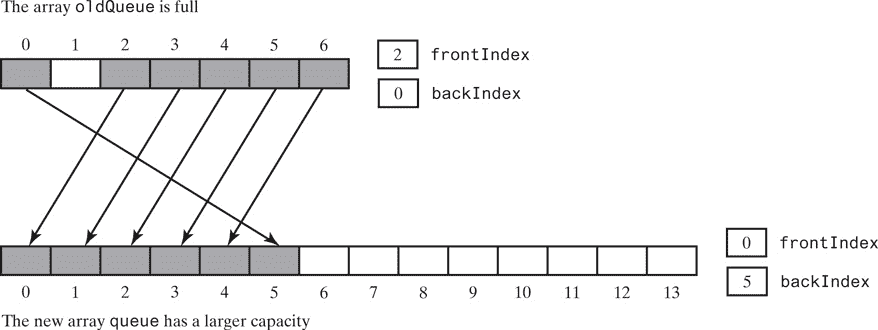 The array oldQueue is full
0 1 2 3 4 5 6
2 frontIndex
0 backIndex
0 frontIndex
5 backIndex
0 1 2 3 4 5 6 7 8 9 10 11 12 13
The new array queue has a larger capacity